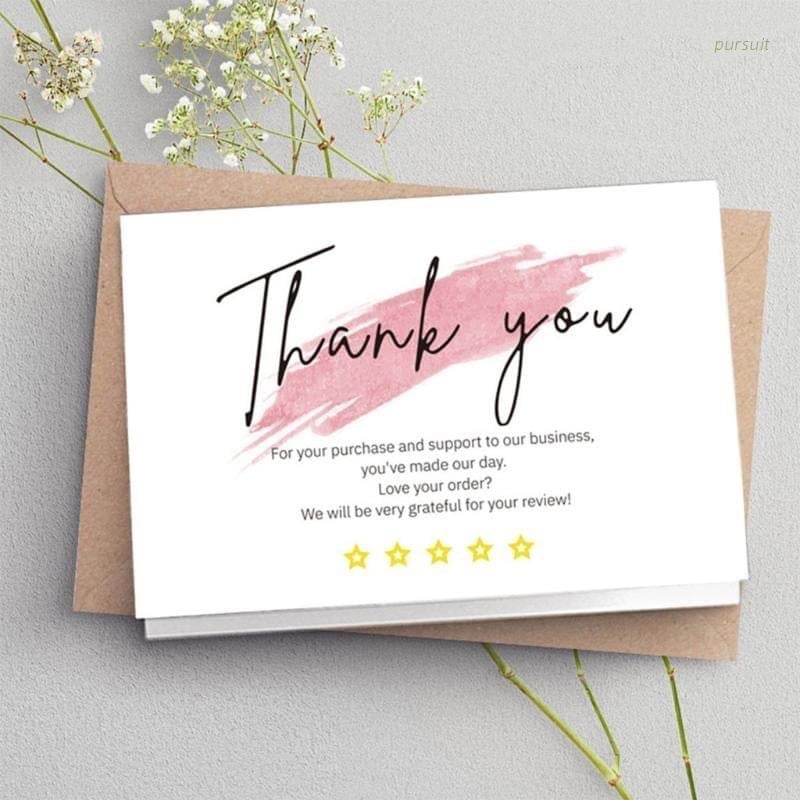 pursuit
Thank you
For your purchase and support to our business,
you've made our day.
Love your order?
We will be very grateful for your review!